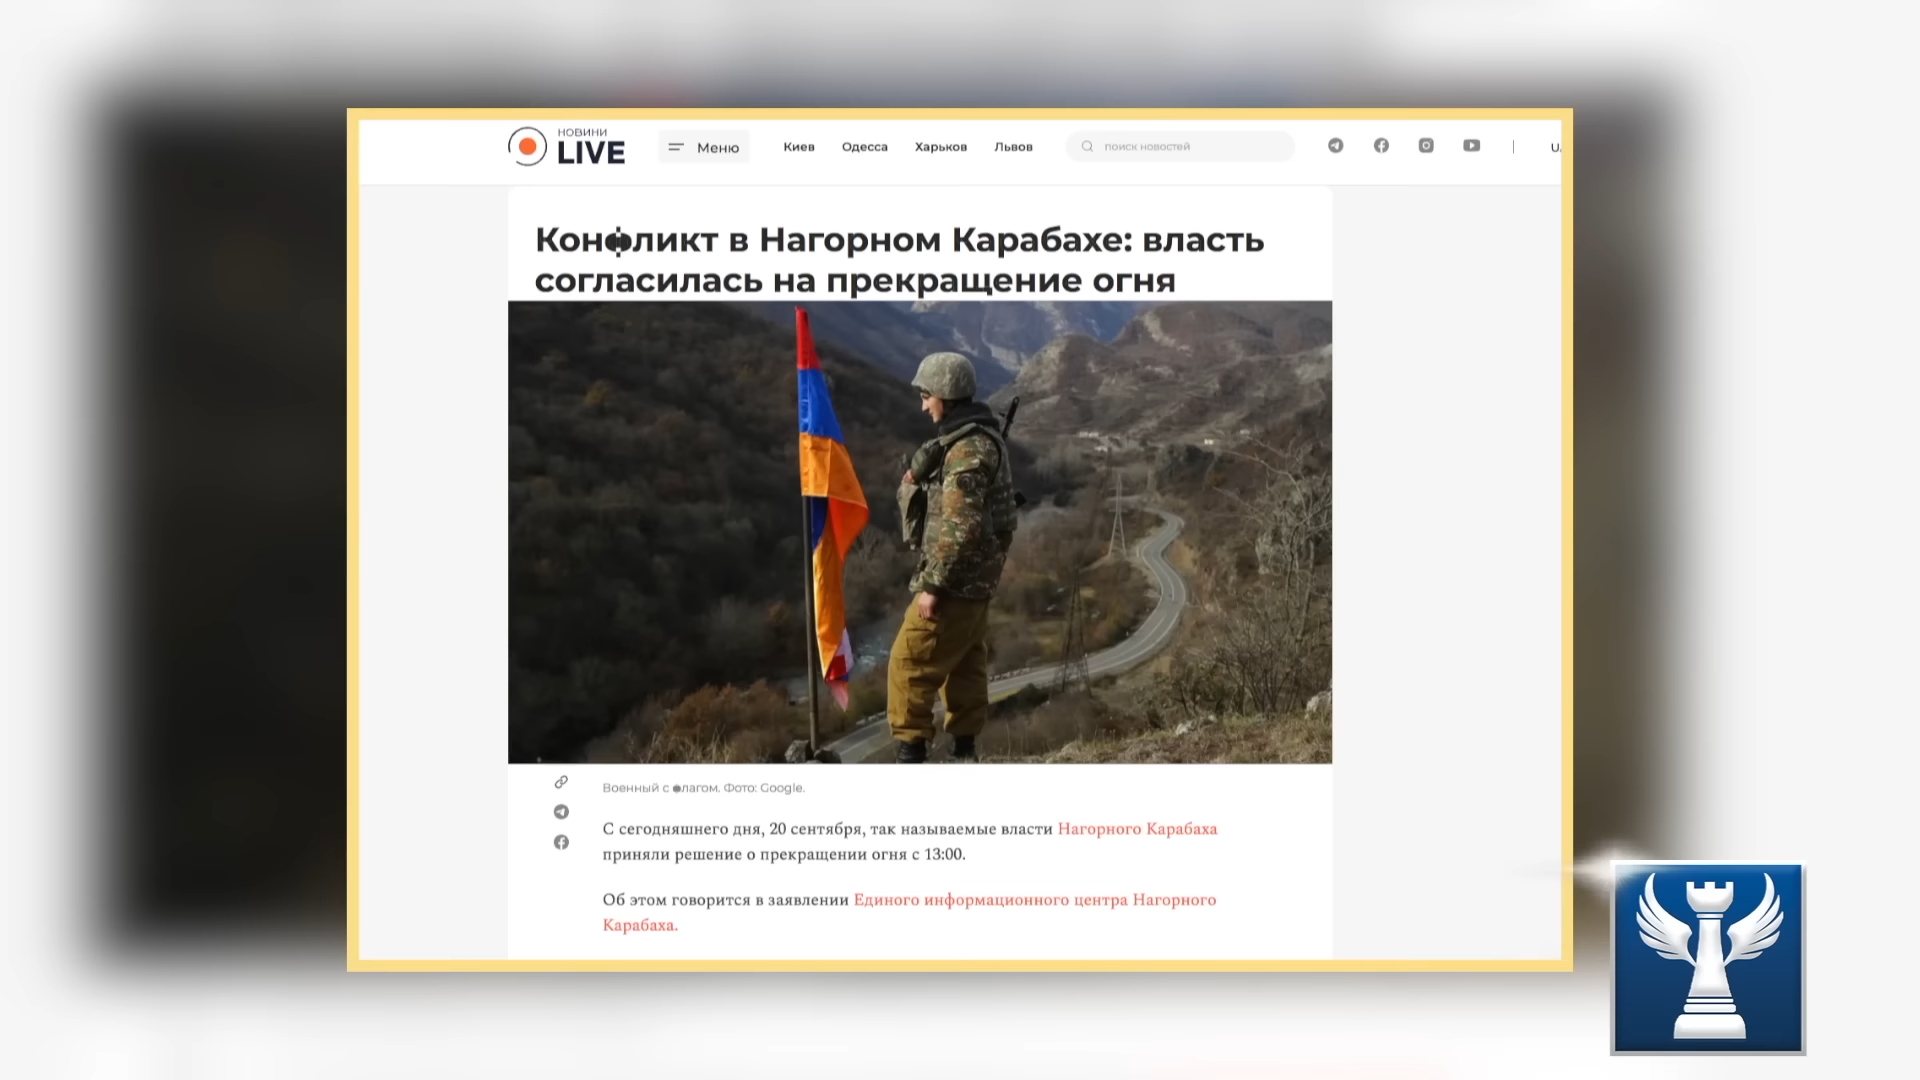 НОВИНИ
LIVE
Меню
Киев
Одесса
Харьков
Львов
поиск новостей
Конфликт в Нагорном Карабахе: власть
согласилась на прекращение огня
Военный с флагом. Фото: Google.
С сегодняшнего дня, 20 сентября, так называемые власти Нагорного Карабаха
приняли решение о прекращении огня с 13:00.
Об этом говорится в заявлении Единого информационного центра Нагорного
Карабаха.